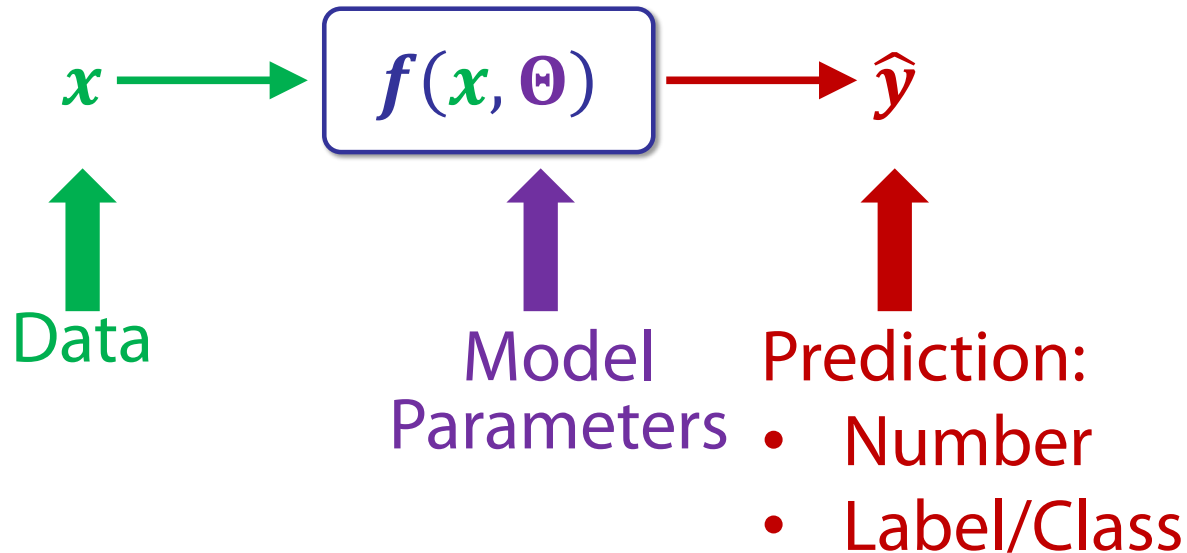 x f(x, Θ) ŷ
Data
Model
Parameters
Prediction:
• Number
• Label/Class